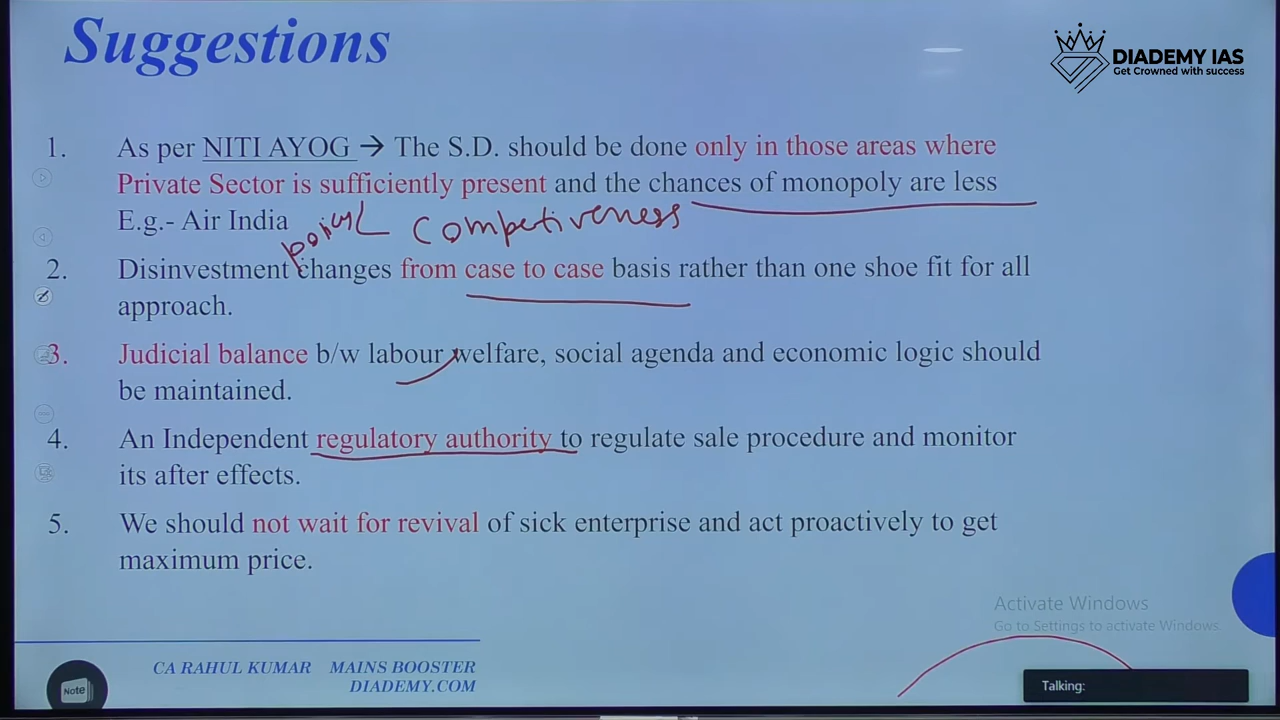 Suggestions
DIADEMY IAS
Get Crowned with success
1. As per NITI AYOG → The S.D. should be done only in those areas where
Private Sector is sufficiently present and the chances of monopoly are less
E.g.- Air India
Competiveness
2. Disinvestment changes from case to case basis rather than one shoe fit for all
approach.
3. Judicial balance b/w labour welfare, social agenda and economic logic should
be maintained.
4. An Independent regulatory authority to regulate sale procedure and monitor
its after effects.
5. We should not wait for revival of sick enterprise and act proactively to get
maximum price.
Activate Windows
Go to Settings to activate Windows.
CA RAHUL KUMAR MAINS BOOSTER
DIADEMY.COM
Note
Talking: